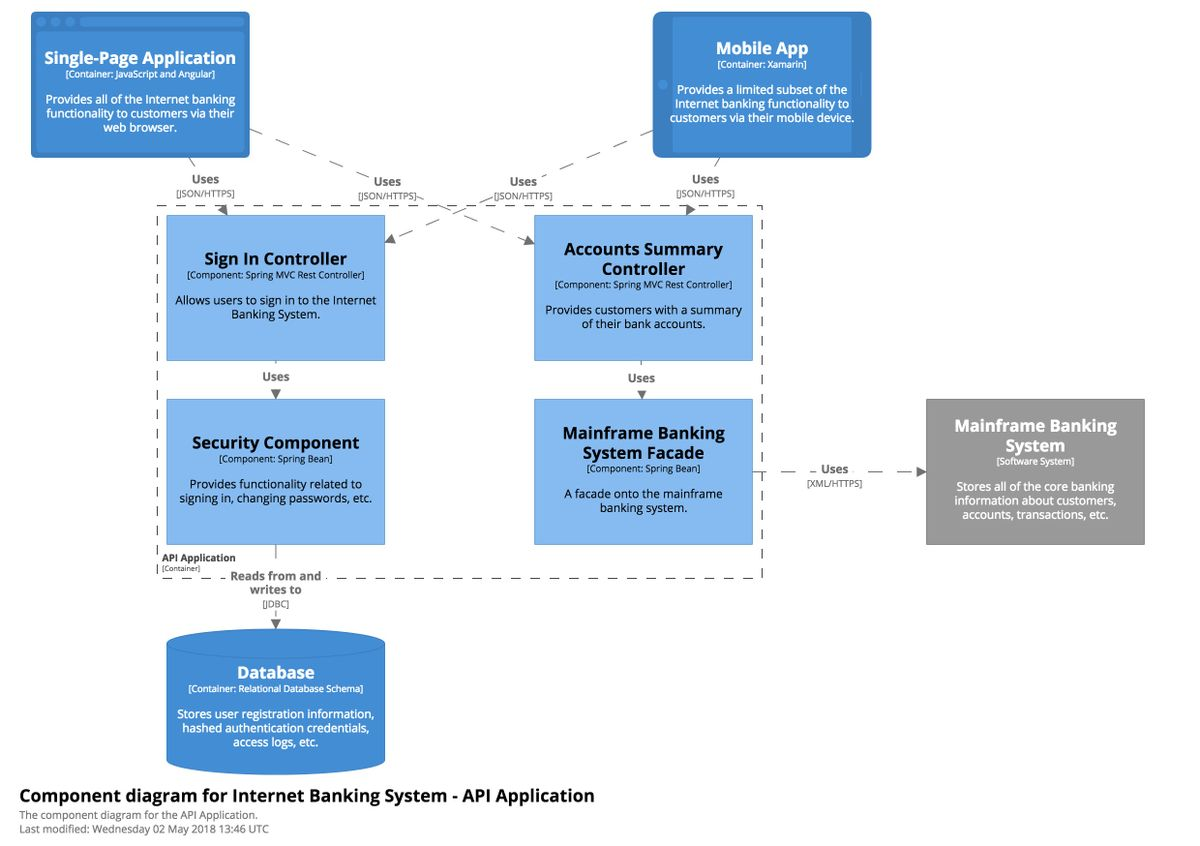 Single-Page Application
[Container: JavaScript and Angular]
Provides all of the Internet banking
functionality to customers via their
web browser.
Mobile App
[Container: Xamarin]
Provides a limited subset of the
Internet banking functionality to
customers via their mobile device.
Uses
[JSON/HTTPS]
Uses
[JSON/HTTPS]
Uses
[JSON/HTTPS]
Uses
[JSON/HTTPS]
Sign In Controller
[Component: Spring MVC Rest Controller]
Allows users to sign in to the Internet
Banking System.
Accounts Summary
Controller
[Component: Spring MVC Rest Controller]
Provides customers with a summary
of their bank accounts.
Uses
Uses
Security Component
[Component: Spring Bean]
Provides functionality related to
signing in, changing passwords, etc.
Mainframe Banking
System Facade
[Component: Spring Bean]
A facade onto the mainframe
banking system.
Uses
[XML/HTTPS]
Mainframe Banking
System
[Software System]
Stores all of the core banking
information about customers,
accounts, transactions, etc.
API Application
[Container]
Reads from and
writes to
[JDBC]
Database
[Container: Relational Database Schema]
Stores user registration information,
hashed authentication credentials,
access logs, etc.
Component diagram for Internet Banking System - API Application
The component diagram for the API Application.
Last modified: Wednesday 02 May 2018 13:46 UTC